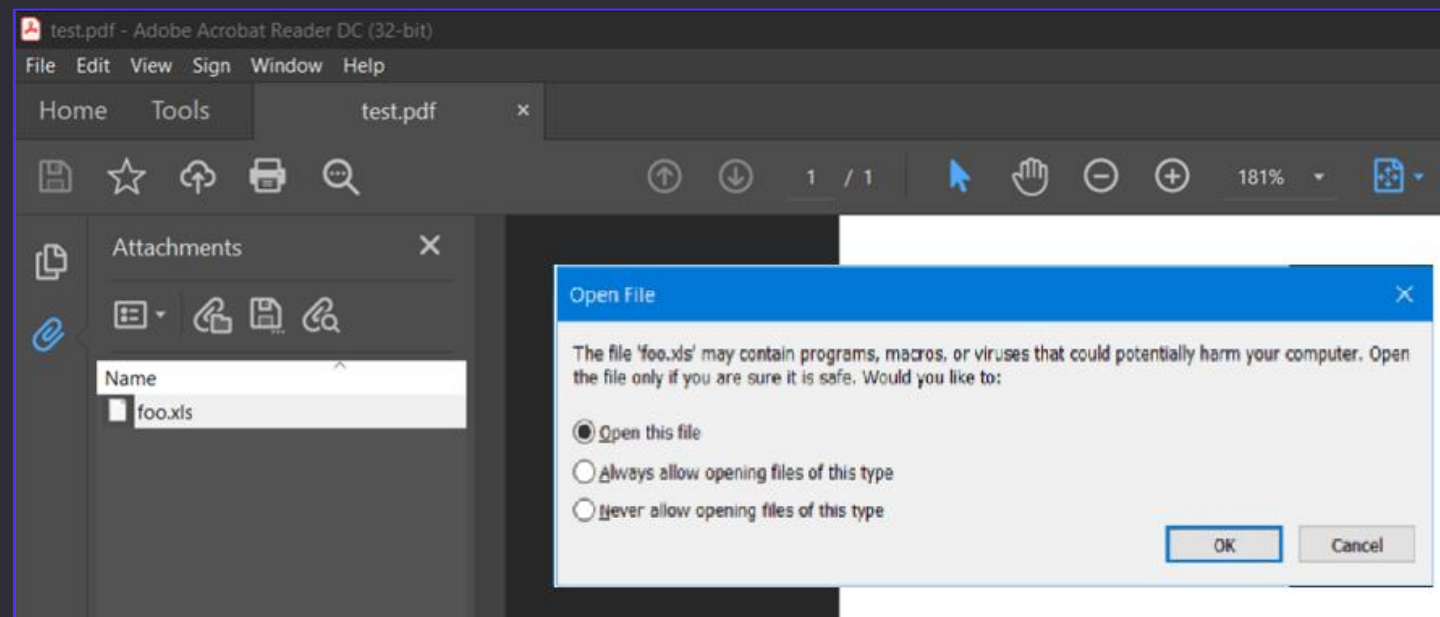 test.pdf - Adobe Acrobat Reader DC (32-bit)
File Edit View Sign Window Help
Home Tools test.pdf ×
1 / 1 181%
Attachments
Name
foo.xls
Open File
The file 'foo.xls' may contain programs, macros, or viruses that could potentially harm your computer. Open
the file only if you are sure it is safe. Would you like to:
Open this file
Always allow opening files of this type
Never allow opening files of this type
OK Cancel